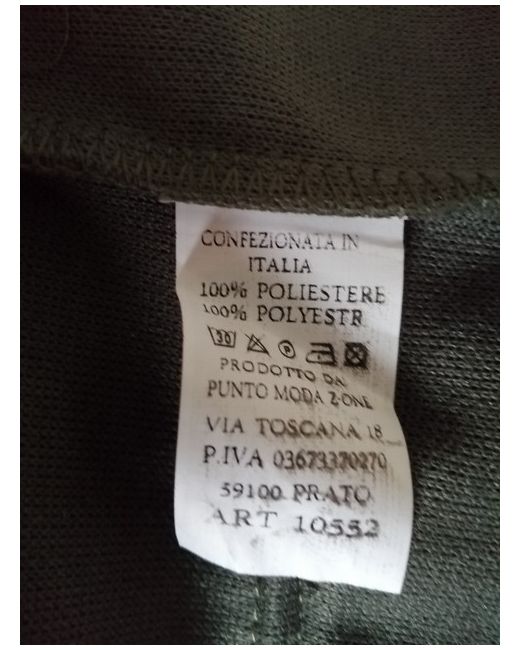 CONFEZIONATA IN
ITALIA
100% POLIESTERE
100% POLYESTR
30 P
PRODOTTO DA
PUNTO MODA Z-ONE
VIA TOSCANA 18
P.IVA 03673370270
59100 PRATO
ART 10552